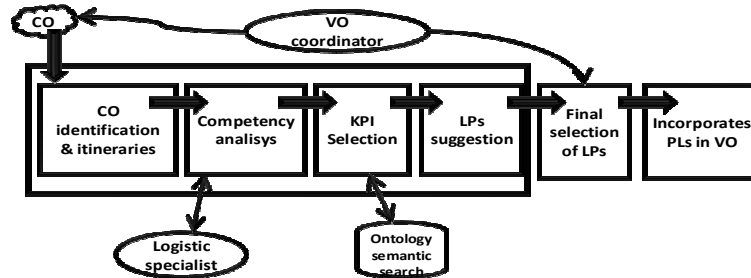 CO
VO
coordinator
CO
identification
& itineraries
Competency
analisys
KPI
Selection
LPs
suggestion
Final
selection
of LPs
Incorporates
PLs in VO
Logistic
specialist
Ontology
semantic
search